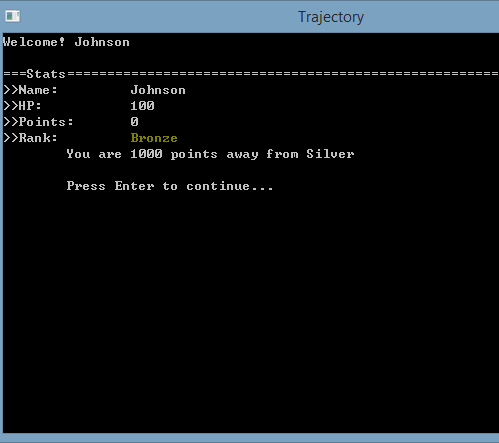 Trajectory
Welcome! Johnson
===Stats======================================================
>>Name: Johnson
>>HP: 100
>>Points: 0
>>Rank: Bronze
You are 1000 points away from Silver
Press Enter to continue...